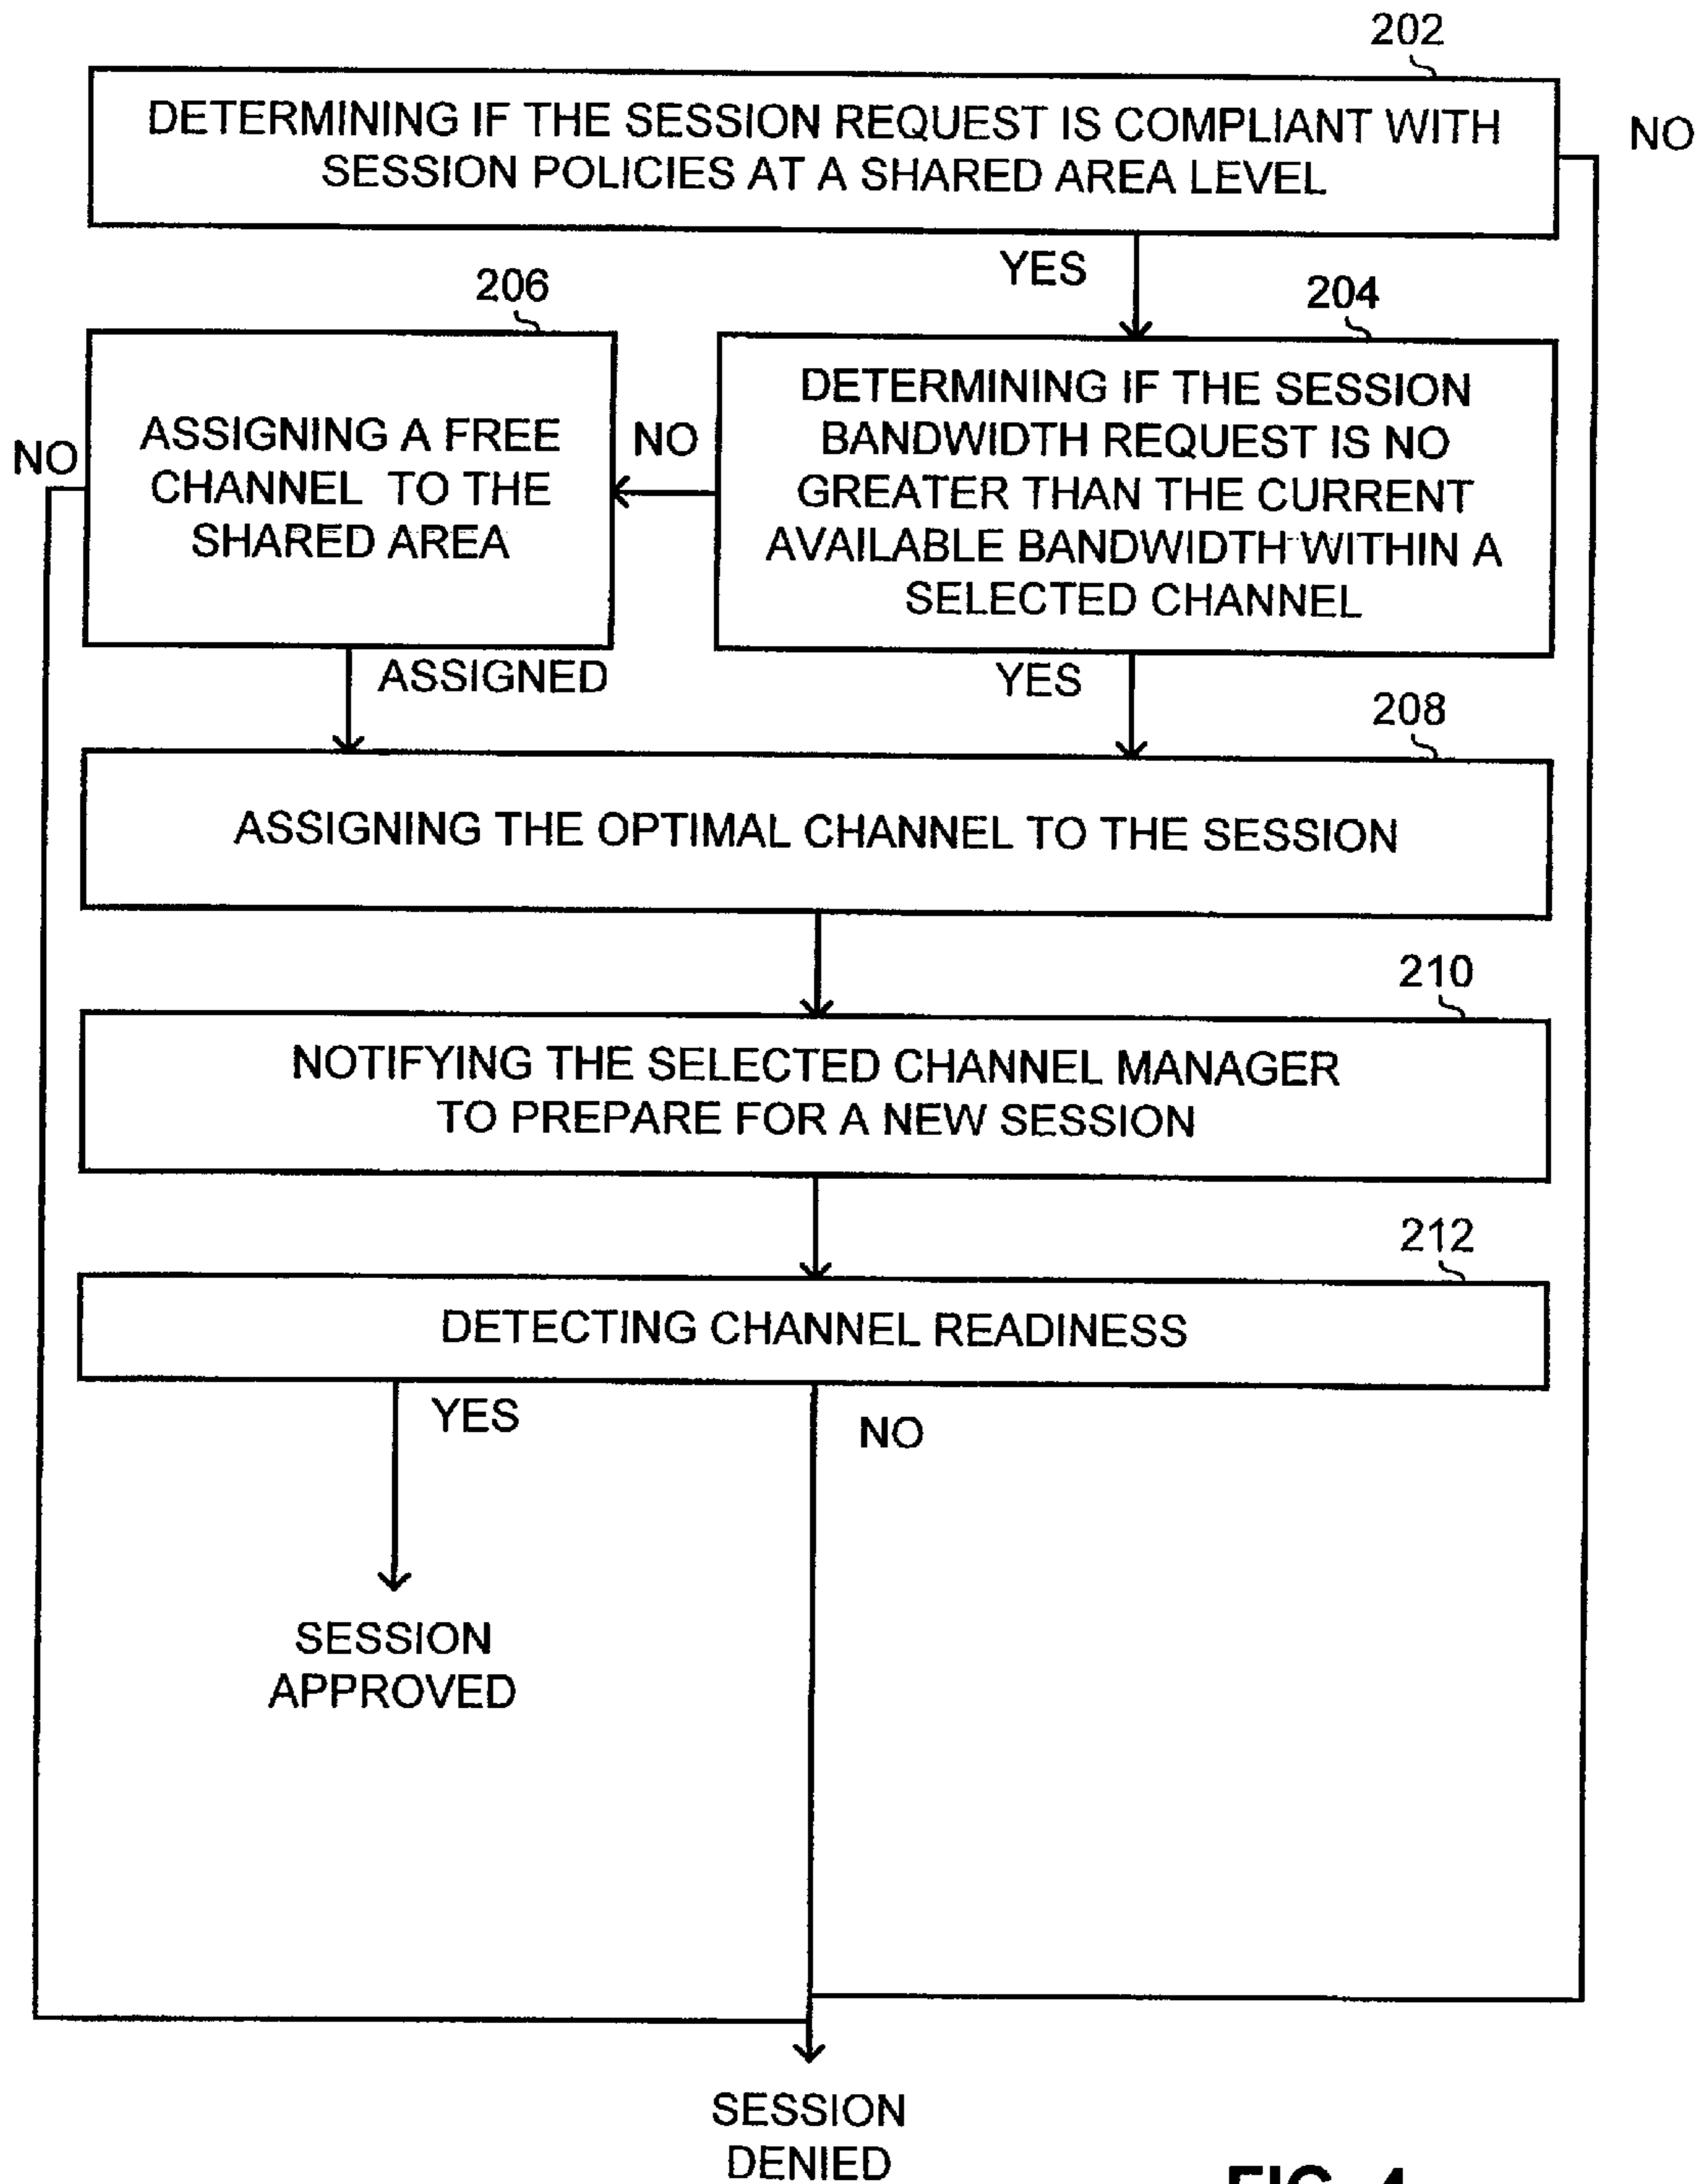 202
DETERMINING IF THE SESSION REQUEST IS COMPLIANT WITH
SESSION POLICIES AT A SHARED AREA LEVEL
NO
YES
206
204
ASSIGNING A FREE
CHANNEL TO THE
SHARED AREA
NO
NO
DETERMINING IF THE SESSION
BANDWIDTH REQUEST IS NO
GREATER THAN THE CURRENT
AVAILABLE BANDWIDTH WITHIN A
SELECTED CHANNEL
ASSIGNED
YES
208
ASSIGNING THE OPTIMAL CHANNEL TO THE SESSION
210
NOTIFYING THE SELECTED CHANNEL MANAGER
TO PREPARE FOR A NEW SESSION
212
DETECTING CHANNEL READINESS
YES
NO
SESSION
APPROVED
SESSION
DENIED
FIG. 4